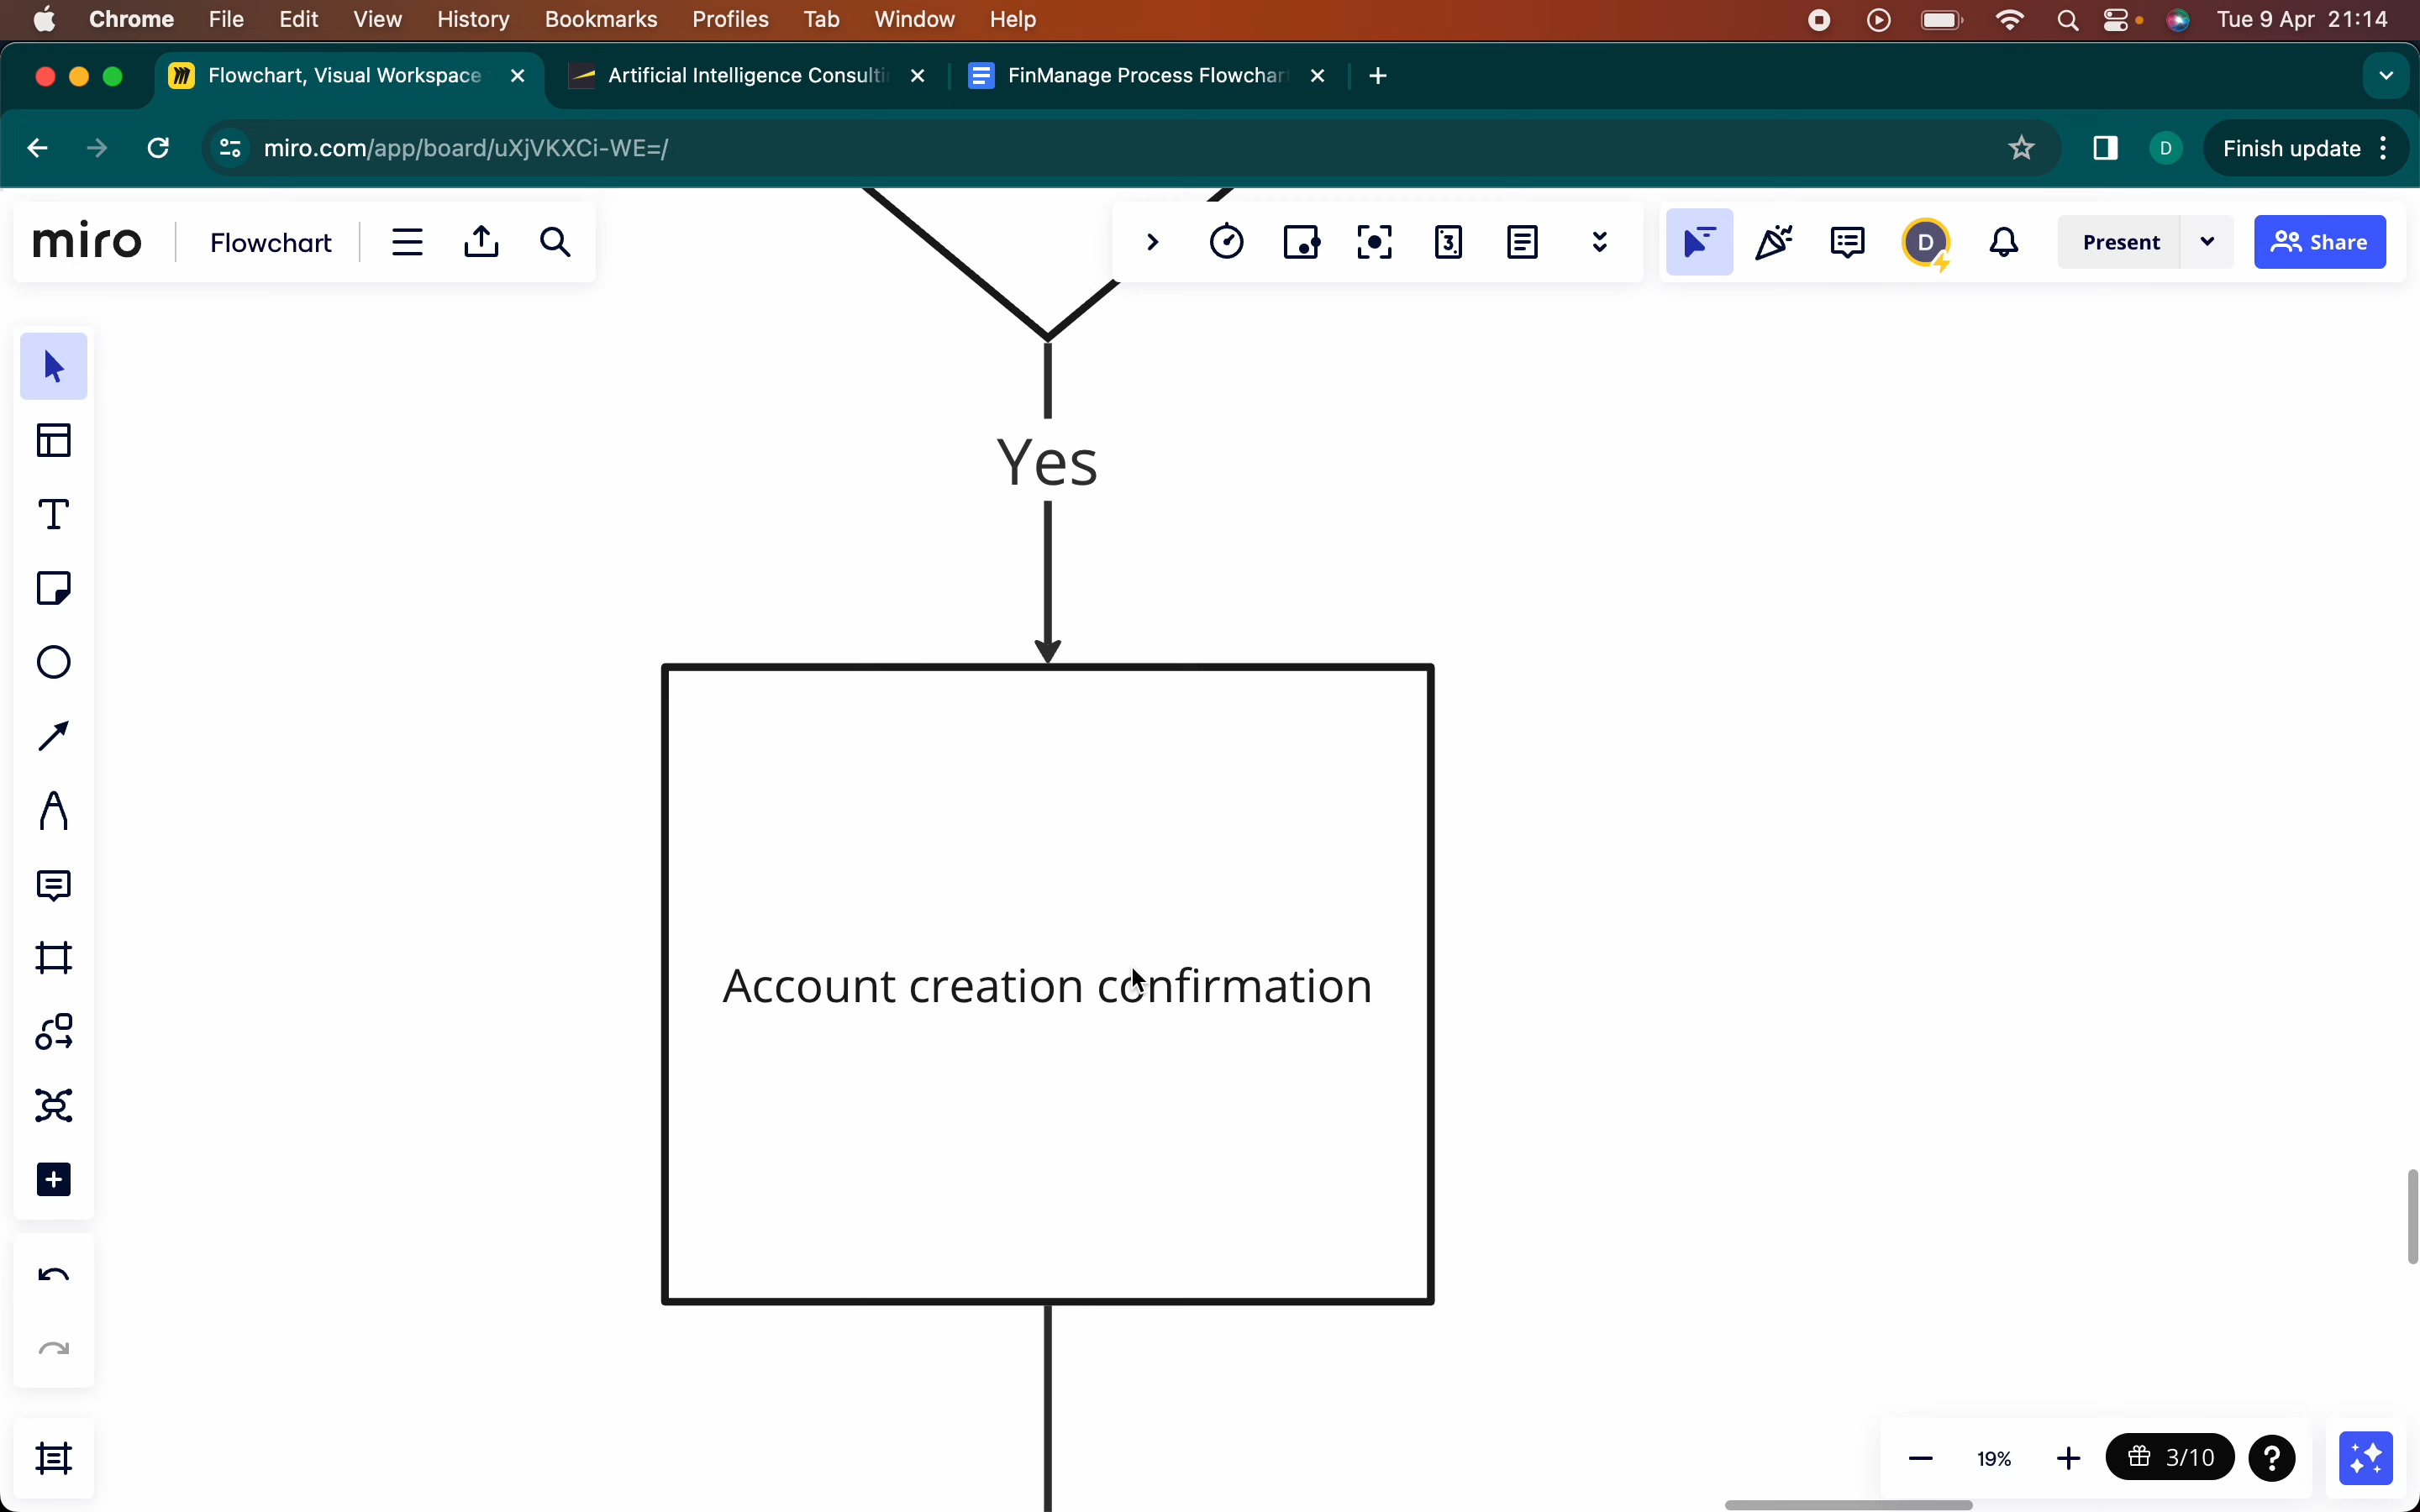 Chrome File Edit View History Bookmarks Profiles Tab Window Help Tue 9 Apr 21:14
Flowchart, Visual Workspace Artificial Intelligence Consulti FinManage Process Flowchar
miro.com/app/board/uXjVKXCi-WE=/ D Finish update
miro Flowchart 3 D Present Share
Yes
Account creation confirmation
19% 3/10 ?